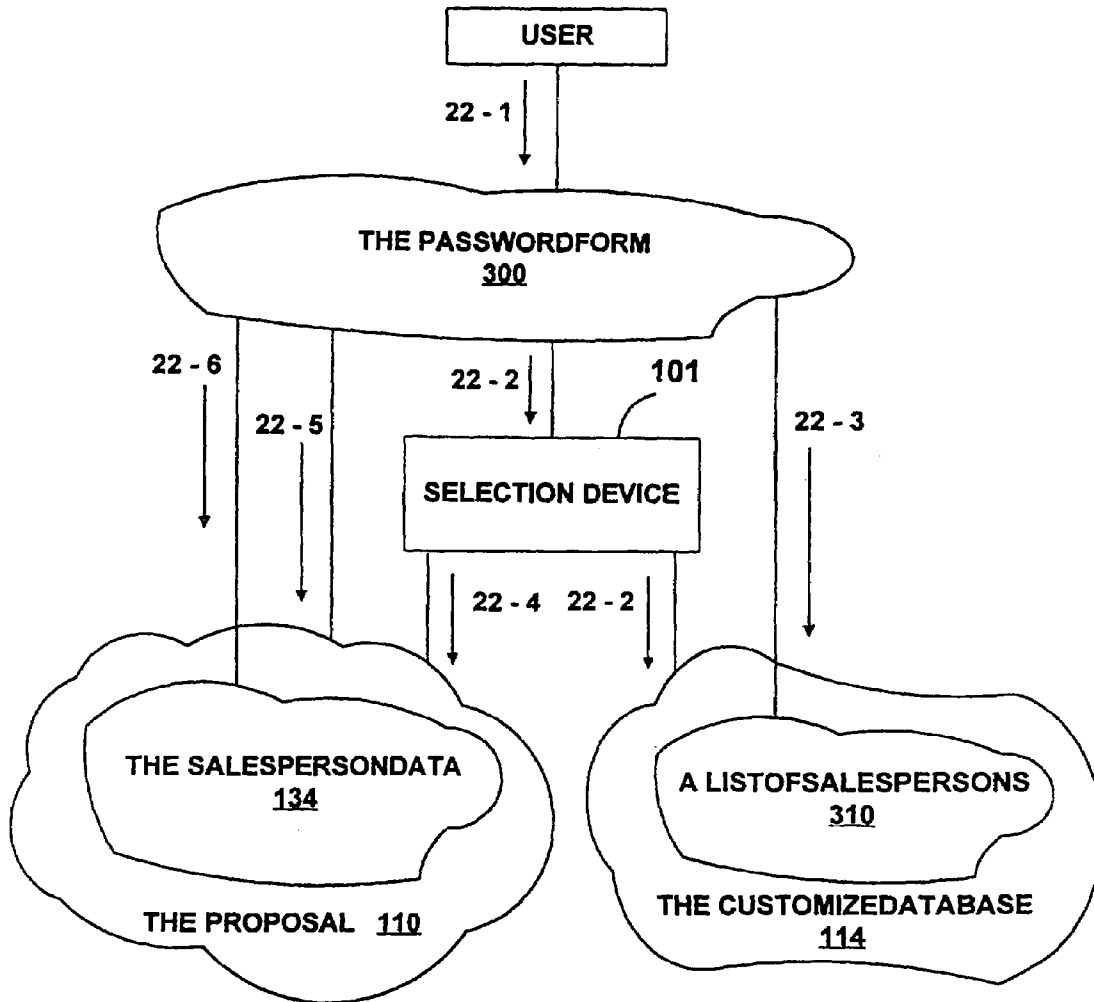 USER
22 - 1
THE PASSWORDFORM
300
22 - 6
22 - 2
101
22 - 5
22 - 3
SELECTION DEVICE
22 - 4
22 - 2
THE SALESPERSONDATA
134
A LISTOFSALESPERSONS
310
THE PROPOSAL 110
THE CUSTOMIZEDATABASE
114